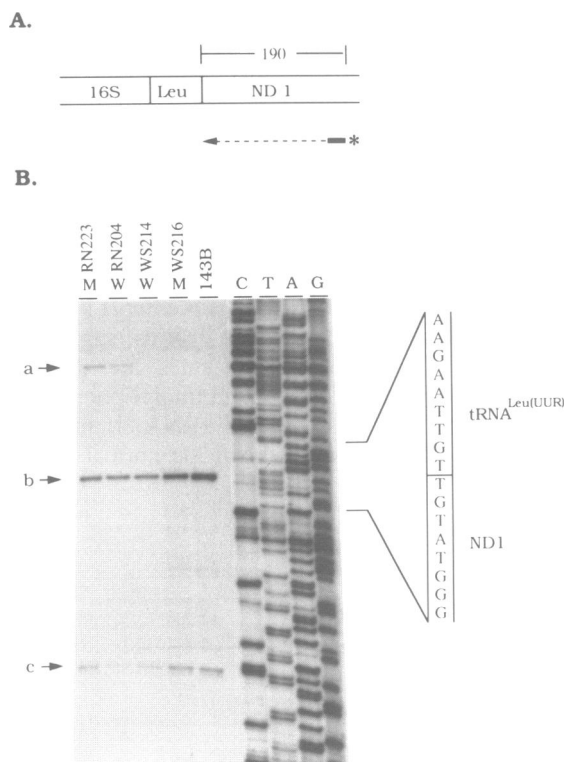 A.
190
16S Leu ND 1
*
B.
RN223 RN204 WS214 WS216 143B
M W W M C T A G
a
b
c
A
A
G
A
A
T
T
G
T
T
G
T
A
T
G
G
G
tRNA Leu(UUR)
ND1